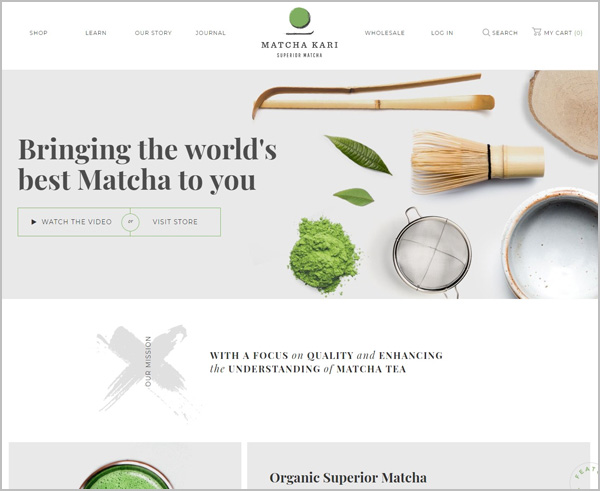 SHOP
LEARN
OUR STORY
JOURNAL
MATCHA KARI
SUPERIOR MATCHA
WHOLESALE
LOG IN
SEARCH
MY CART (0)
Bringing the world's
best Matcha to you
WATCH THE VIDEO or VISIT STORE
OUR MISSION
WITH A FOCUS on QUALITY and ENHANCING
the UNDERSTANDING of MATCHA TEA
Organic Superior Matcha